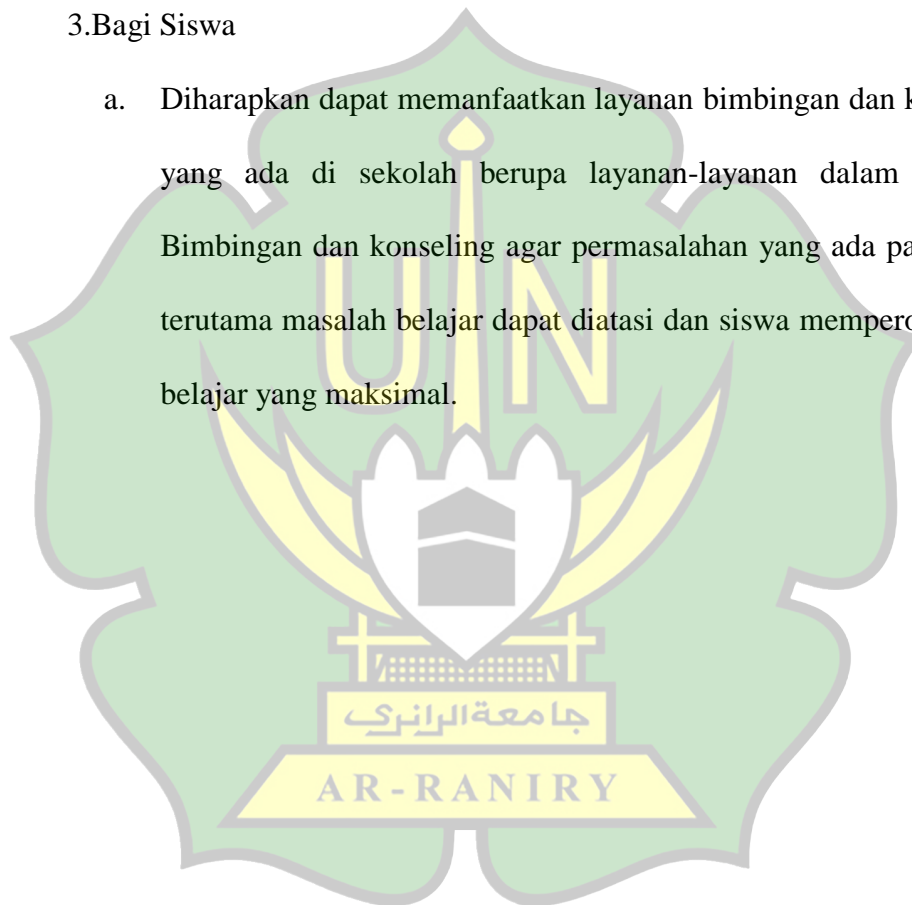 3.Bagi Siswa
a. Diharapkan dapat memanfaatkan layanan bimbingan dan k
yang ada di sekolah berupa layanan-layanan dalam
Bimbingan dan konseling agar permasalahan yang ada pa
terutama masalah belajar dapat diatasi dan siswa mempero
belajar yang maksimal.
UIN
جامعة الرانري
AR-RANIRY